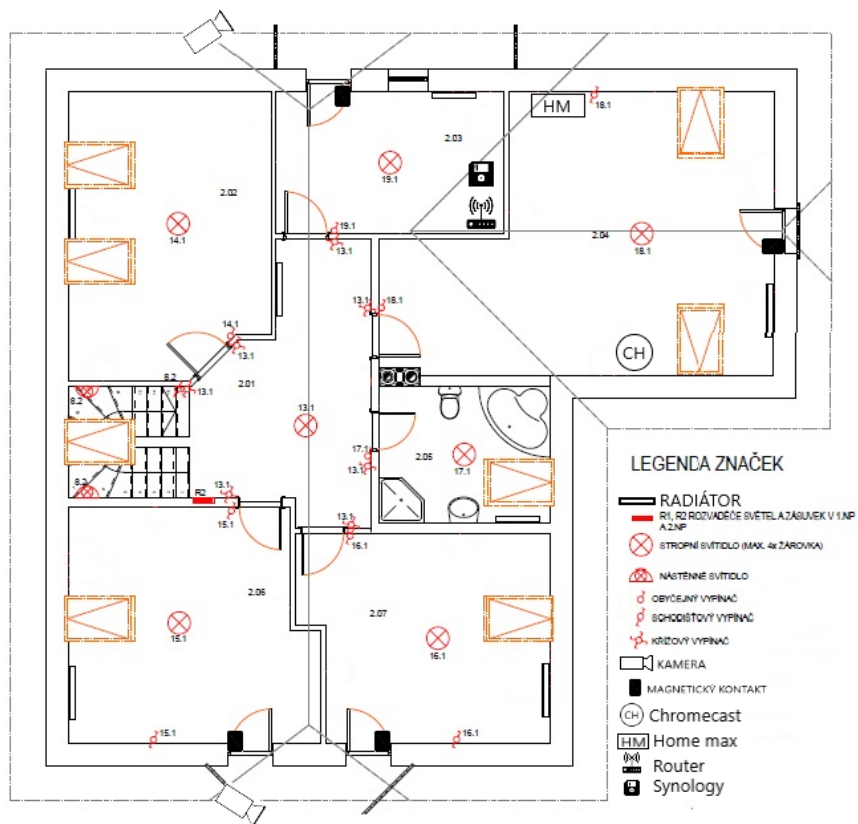 HM
18.1
2.03
19.1
2.02
14.1
19.1
13.1
2.04
18.1
13.1
18.1
14.1
13.1
CH
8.2
13.1
2.01
8.2
13.1
17.1
13.1
2.05
17.1
8.2
R2
13.1
15.1
13.1
16.1
2.06
15.1
2.07
16.1
15.1
16.1
LEGENDA ZNAČEK
RADIÁTOR
R1, R2 ROZVADĚČE SVĚTEL A ZÁSUVEK V 1.NP
A 2.NP
STROPNÍ SVÍTIDLO (MAX. 4x ŽÁROVKA)
NÁSTĚNNÉ SVÍTIDLO
OBYČEJNÝ VYPÍNAČ
SCHODIŠŤOVÝ VYPÍNAČ
KŘÍŽOVÝ VYPÍNAČ
KAMERA
MAGNETICKÝ KONTAKT
CH Chromecast
HM Home max
Router
Synology